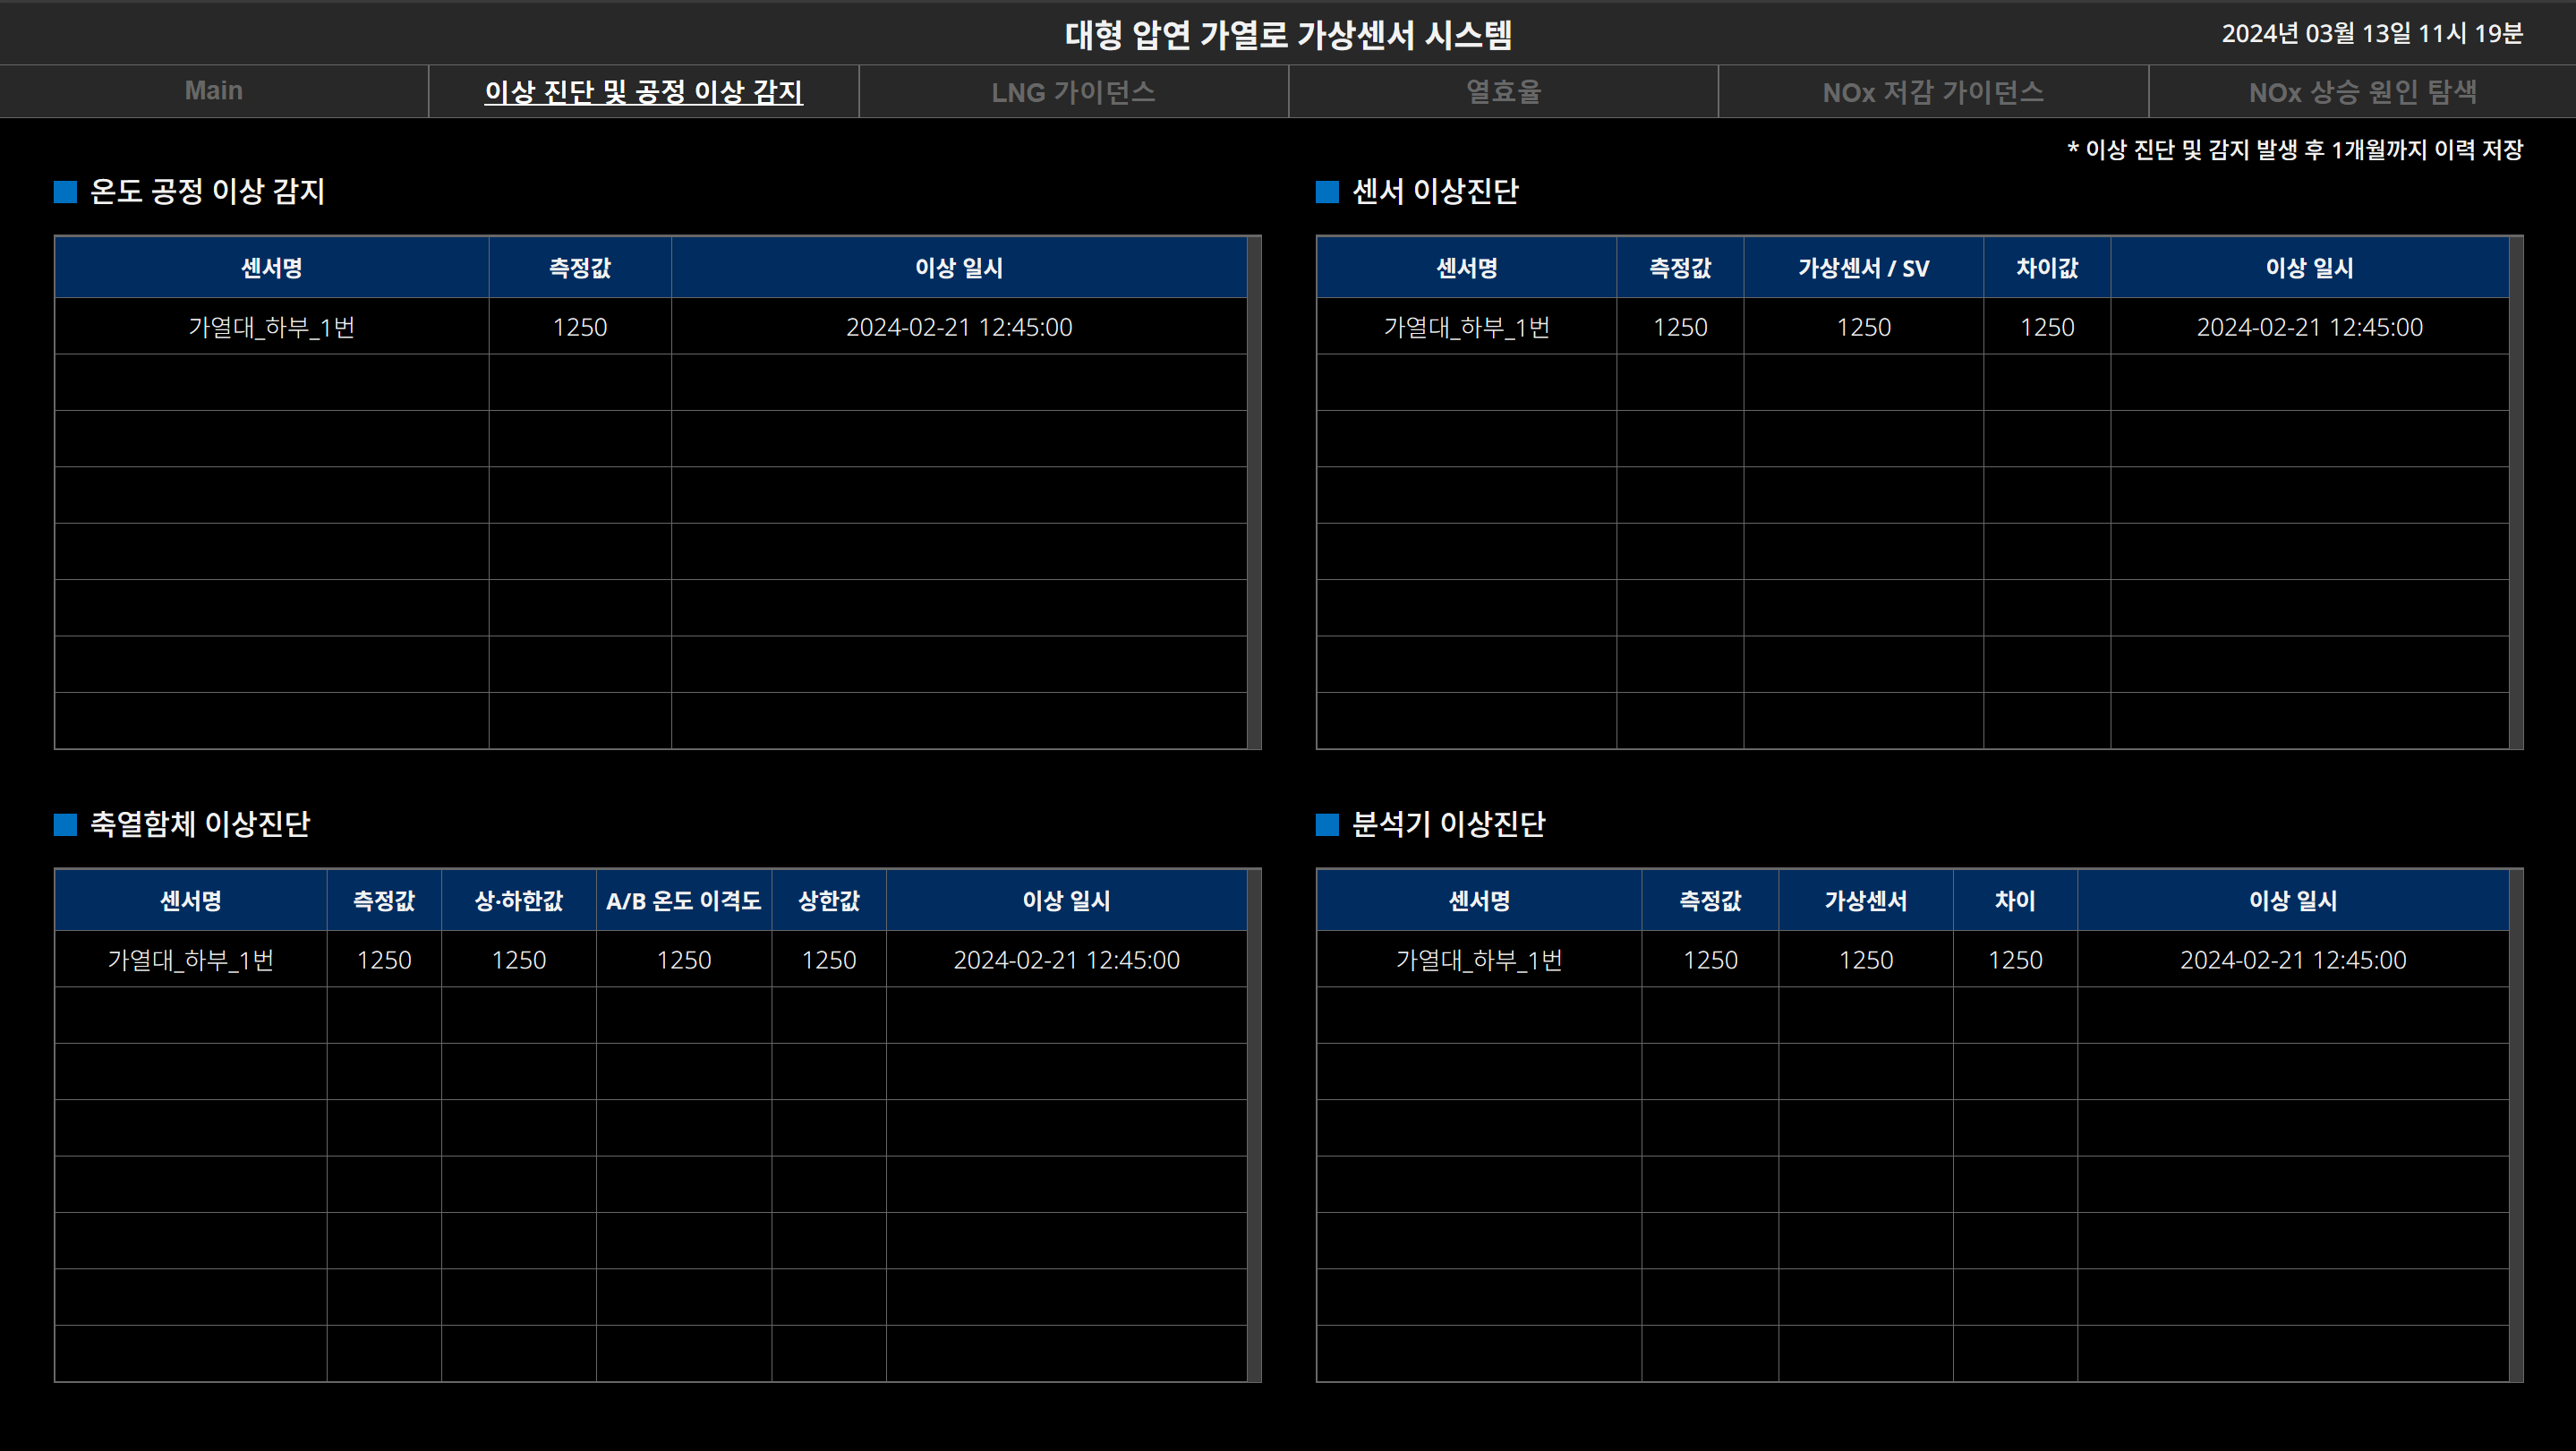 대형 압연 가열로 가상센서 시스템
2024년 03월 13일 11시 19분
Main
이상 진단 및 공정 이상 감지
LNG 가이던스
열효율
NOx 저감 가이던스
NOx 상승 원인 탐색
* 이상 진단 및 감지 발생 후 1개월까지 이력 저장
온도 공정 이상 감지
센서명 측정값 이상 일시
가열대_하부_1번 1250 2024-02-21 12:45:00
센서 이상진단
센서명 측정값 가상센서 / SV 차이값 이상 일시
가열대_하부_1번 1250 1250 1250 2024-02-21 12:45:00
축열함체 이상진단
센서명 측정값 상·하한값 A/B 온도 이격도 상한값 이상 일시
가열대_하부_1번 1250 1250 1250 1250 2024-02-21 12:45:00
분석기 이상진단
센서명 측정값 가상센서 차이 이상 일시
가열대_하부_1번 1250 1250 1250 2024-02-21 12:45:00